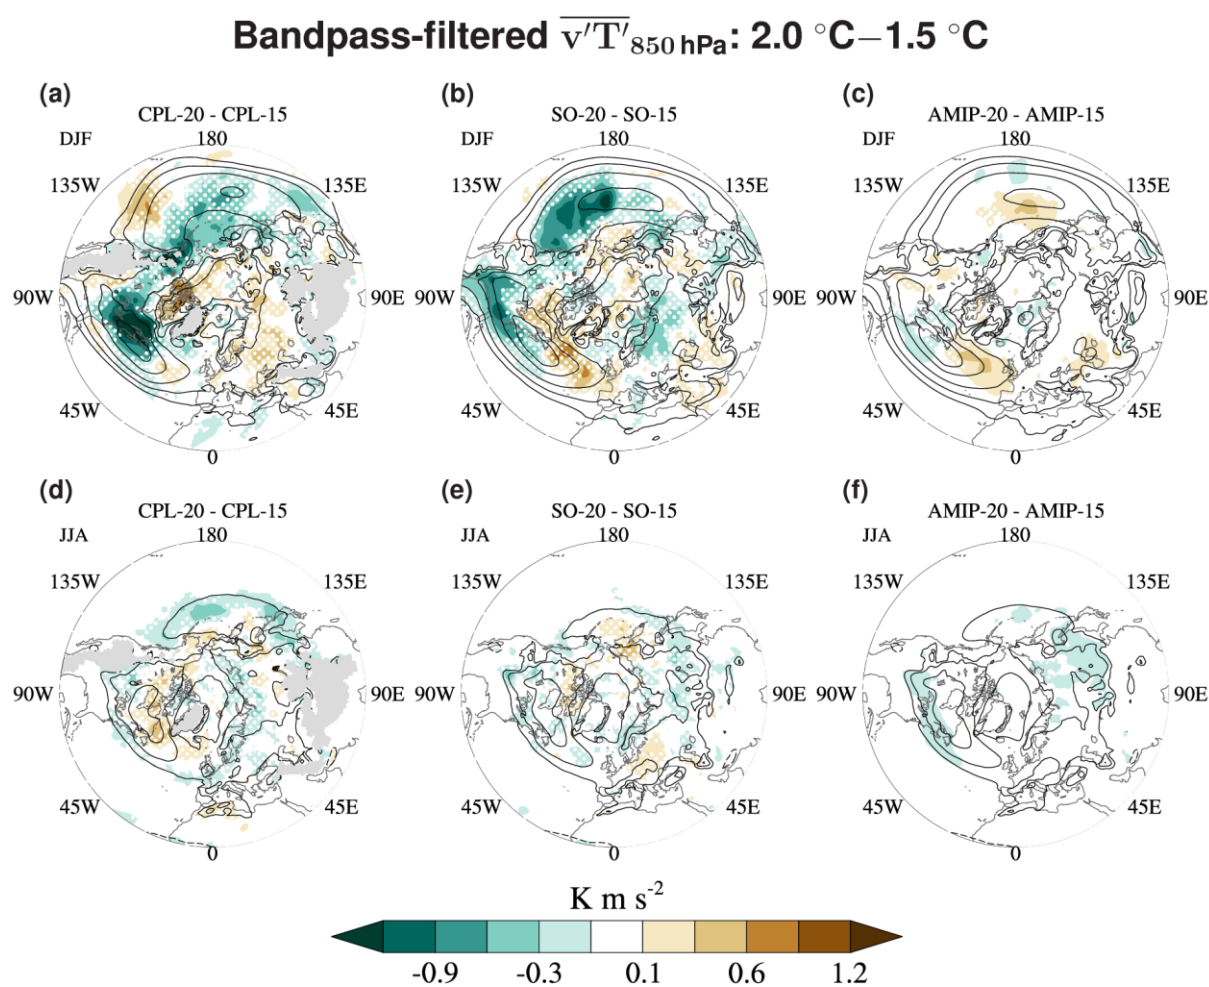 Bandpass-filtered v′T′ 850 hPa: 2.0 °C−1.5 °C
(a) (b) (c)
CPL-20 - CPL-15 SO-20 - SO-15 AMIP-20 - AMIP-15
DJF 180 DJF 180 DJF 180
135W 135E 135W 135E 135W 135E
90W 90E 90W 90E 90W 90E
45W 45E 45W 45E 45W 45E
0 0 0
(d) (e) (f)
CPL-20 - CPL-15 SO-20 - SO-15 AMIP-20 - AMIP-15
JJA 180 JJA 180 JJA 180
135W 135E 135W 135E 135W 135E
90W 90E 90W 90E 90W 90E
45W 45E 45W 45E 45W 45E
0 0 0
K m s-2
-0.9 -0.3 0.1 0.6 1.2